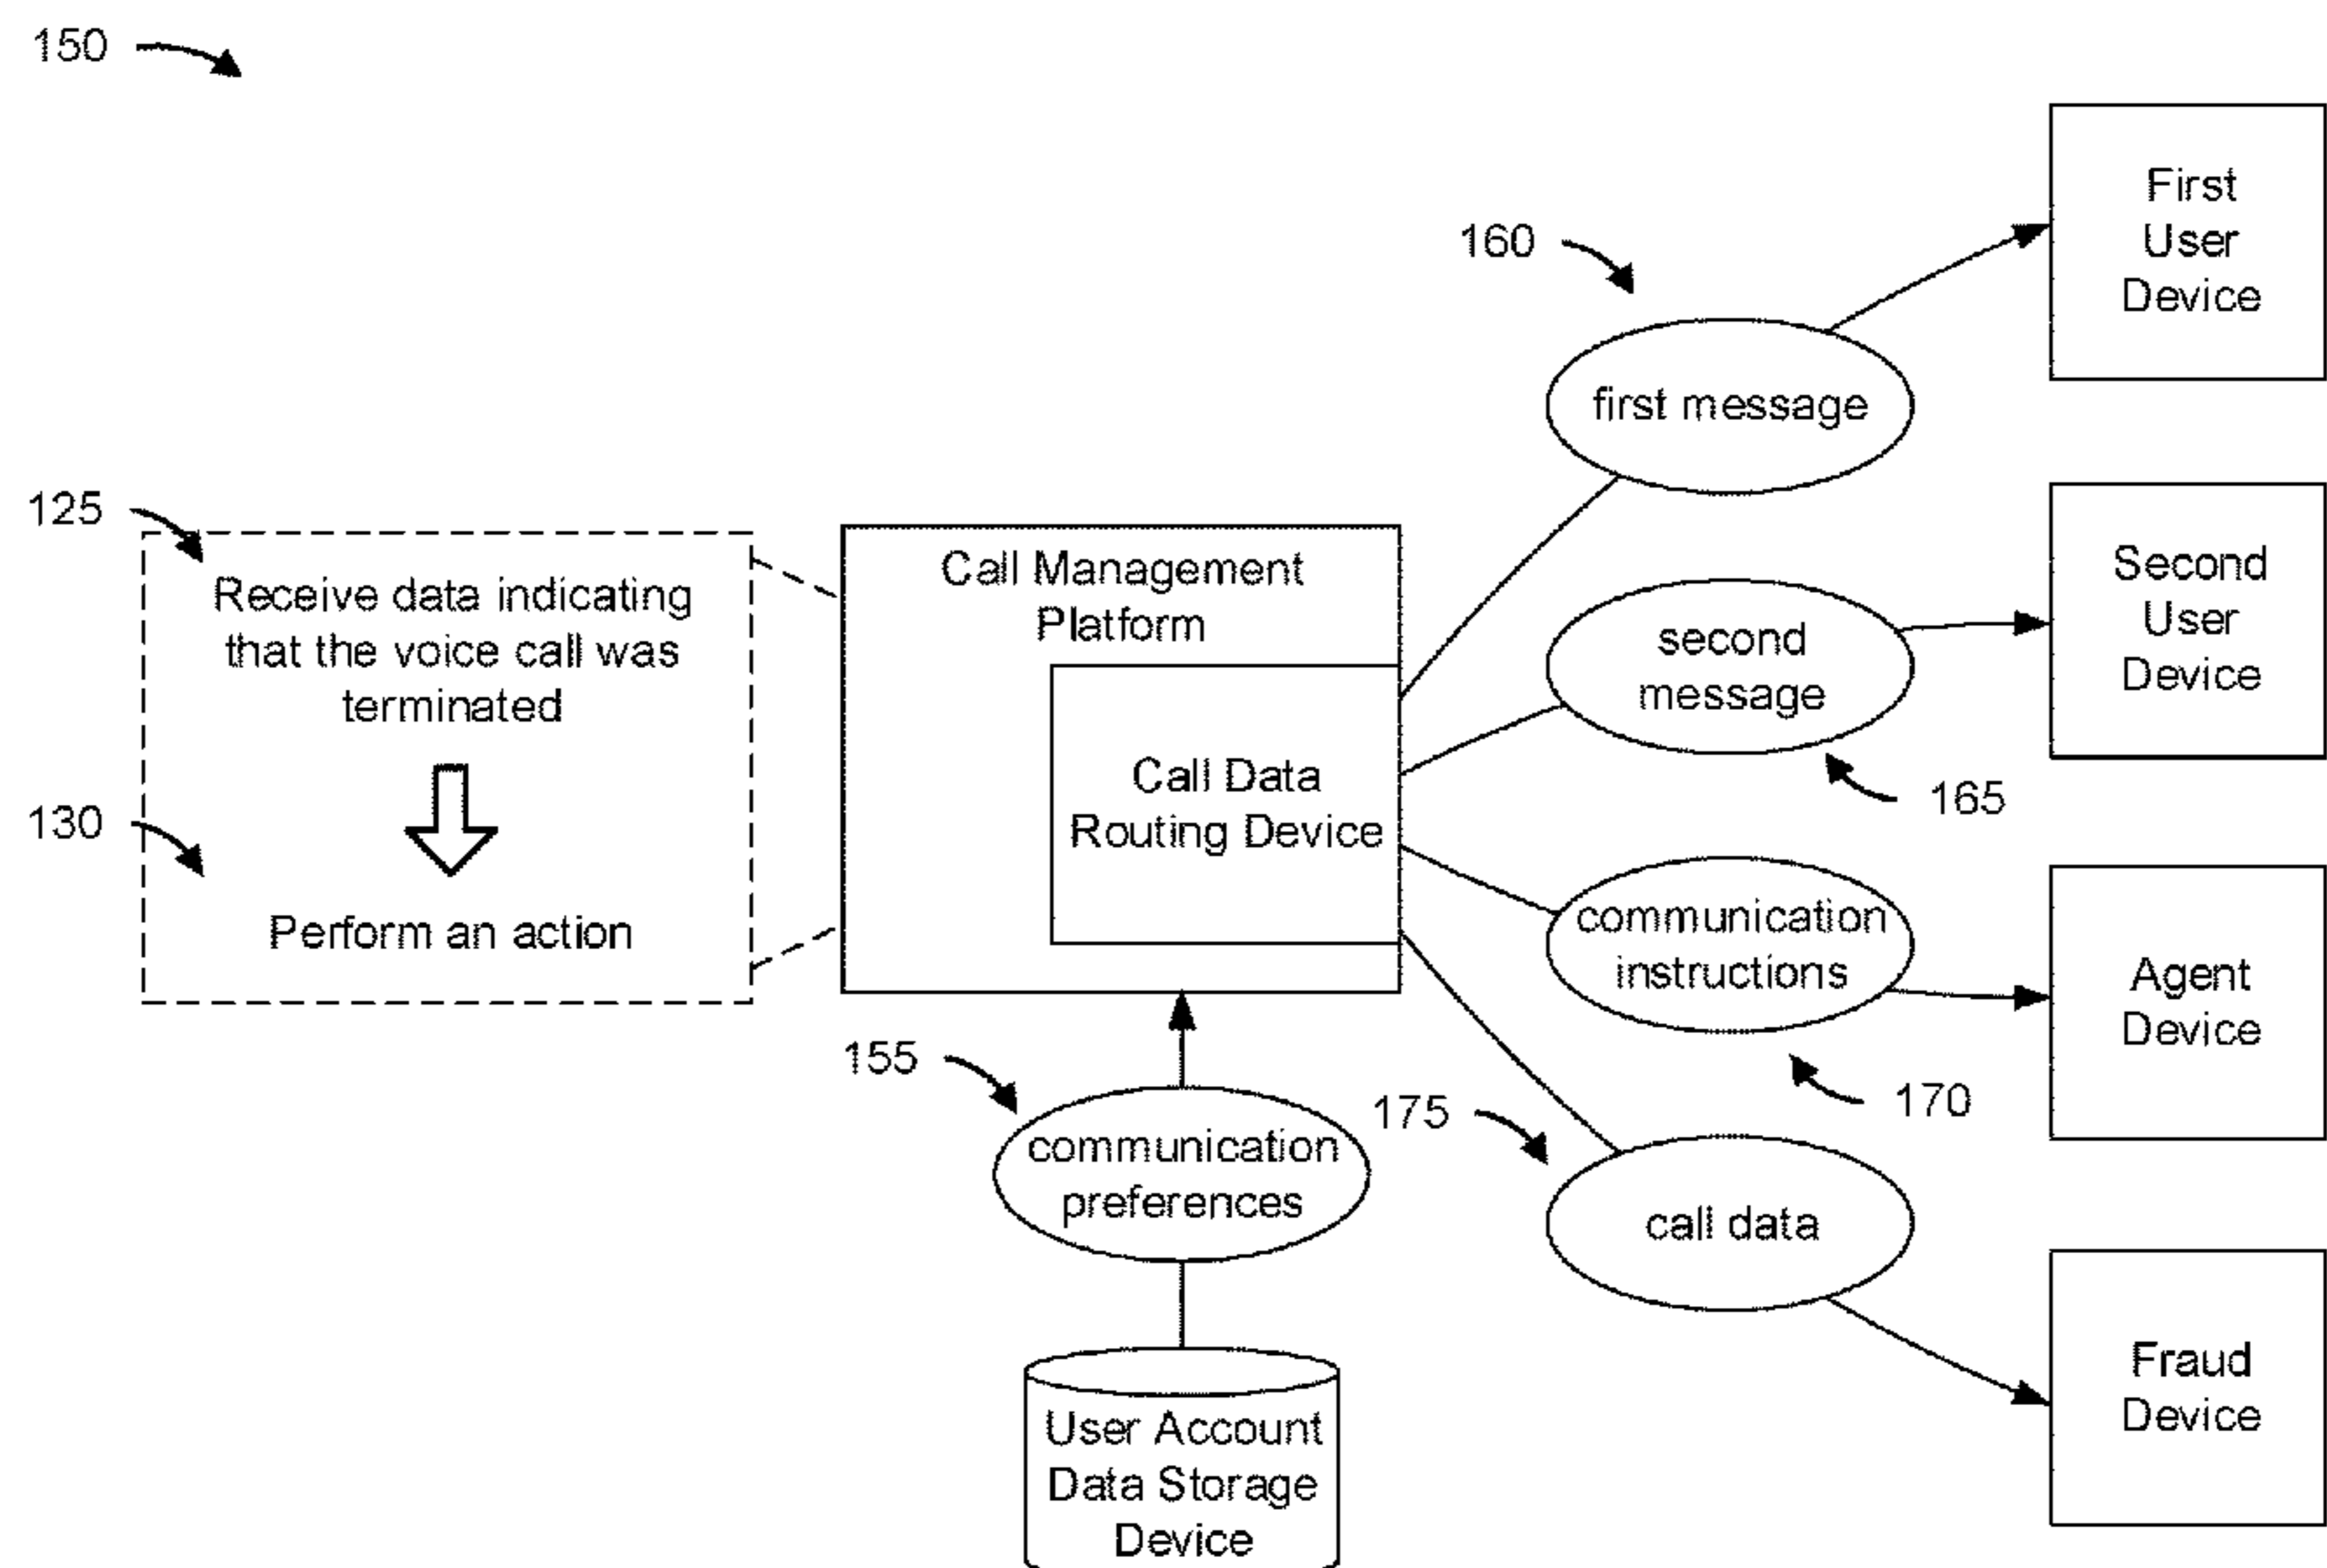 150
First
User
Device
160
first message
125
Receive data indicating
that the voice call was
terminated
130
Perform an action
Call Management
Platform
Call Data
Routing Device
second
message
165
Second
User
Device
communication
instructions
170
Agent
Device
155
communication
preferences
175
call data
Fraud
Device
User Account
Data Storage
Device